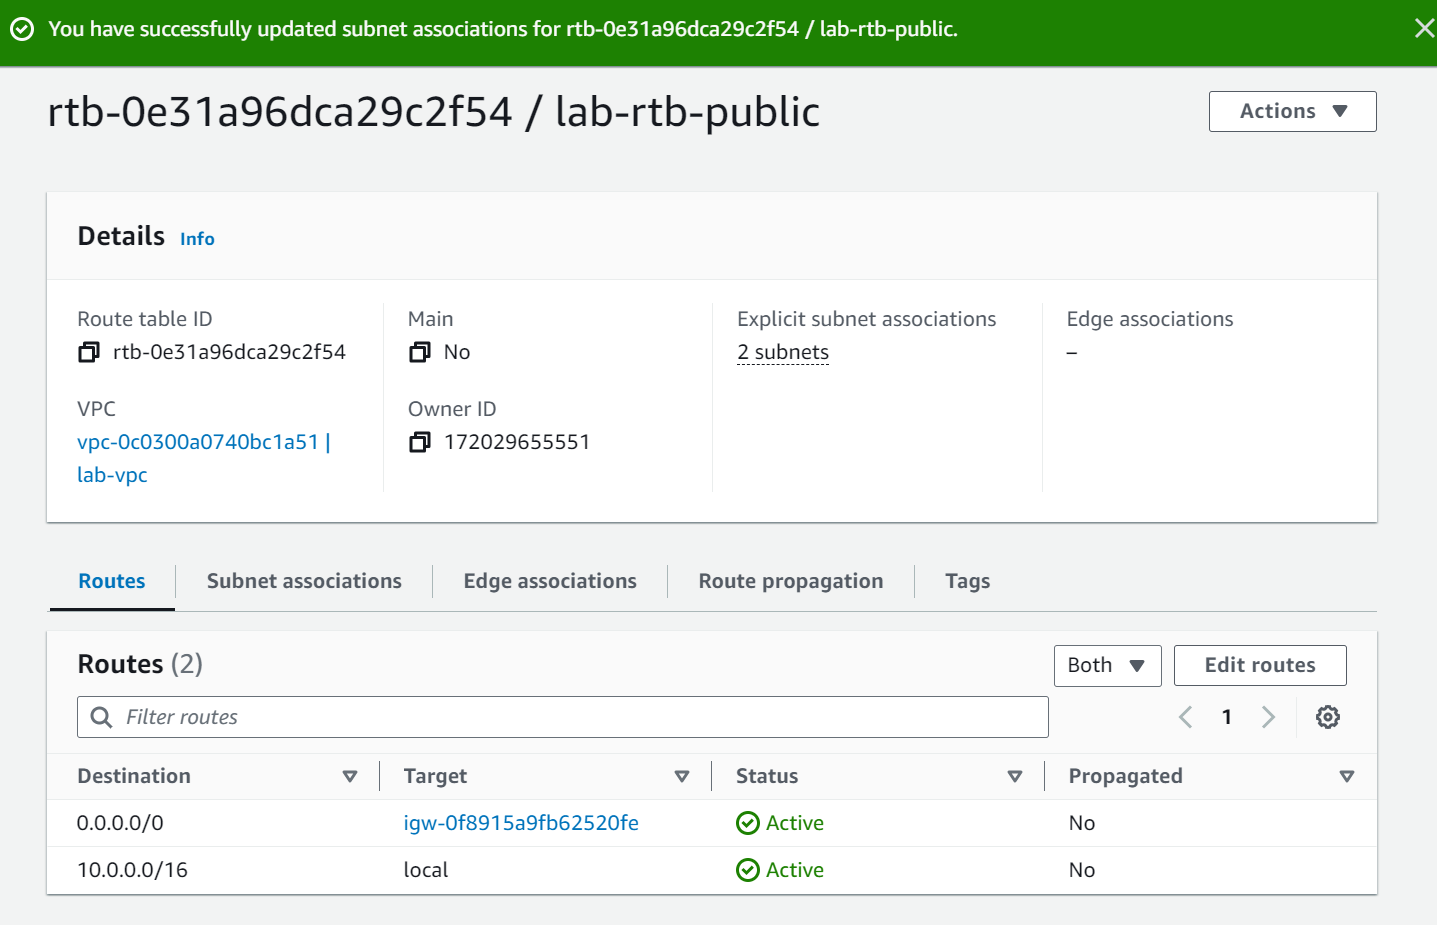 You have successfully updated subnet associations for rtb-0e31a96dca29c2f54 / lab-rtb-public.
rtb-0e31a96dca29c2f54 / lab-rtb-public
Actions
Details Info
Route table ID
rtb-0e31a96dca29c2f54
Main
No
Explicit subnet associations
2 subnets
Edge associations
–
VPC
vpc-0c0300a0740bc1a51 |
lab-vpc
Owner ID
172029655551
Routes Subnet associations Edge associations Route propagation Tags
Routes (2)
Both Edit routes
Filter routes
1
Destination Target Status Propagated
0.0.0.0/0 igw-0f8915a9fb62520fe Active No
10.0.0.0/16 local Active No